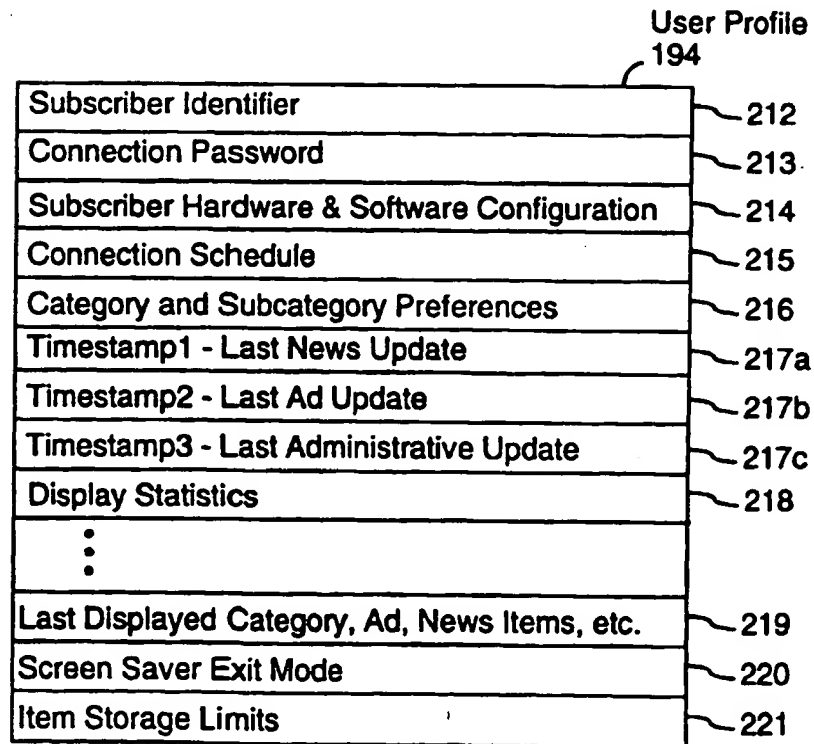 User Profile
194
Subscriber Identifier 212
Connection Password 213
Subscriber Hardware & Software Configuration 214
Connection Schedule 215
Category and Subcategory Preferences 216
Timestamp1 - Last News Update 217a
Timestamp2 - Last Ad Update 217b
Timestamp3 - Last Administrative Update 217c
Display Statistics 218
Last Displayed Category, Ad, News Items, etc. 219
Screen Saver Exit Mode 220
Item Storage Limits 221